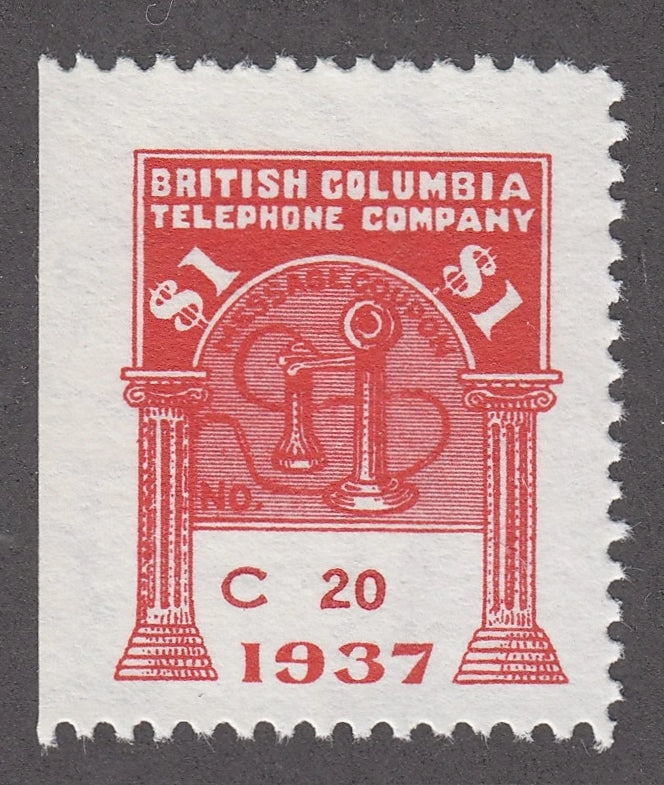 BRITISH COLUMBIA
TELEPHONE COMPANY
$1 $1
MESSAGE COUPON
NO.
C 20
1937